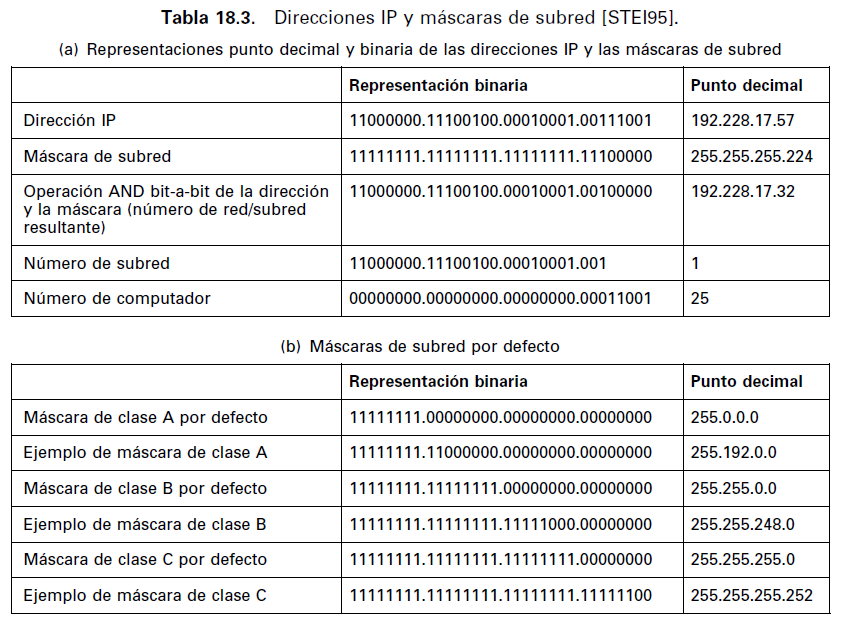 Tabla 18.3. Direcciones IP y máscaras de subred [STEI95].
(a) Representaciones punto decimal y binaria de las direcciones IP y las máscaras de subred
Representación binaria Punto decimal
Dirección IP 11000000.11100100.00010001.00111001 192.228.17.57
Máscara de subred 11111111.11111111.11111111.11100000 255.255.255.224
Operación AND bit-a-bit de la dirección 11000000.11100100.00010001.00100000 192.228.17.32
y la máscara (número de red/subred
resultante)
Número de subred 11000000.11100100.00010001.001 1
Número de computador 00000000.00000000.00000000.00011001 25
(b) Máscaras de subred por defecto
Representación binaria Punto decimal
Máscara de clase A por defecto 11111111.00000000.00000000.00000000 255.0.0.0
Ejemplo de máscara de clase A 11111111.11000000.00000000.00000000 255.192.0.0
Máscara de clase B por defecto 11111111.11111111.00000000.00000000 255.255.0.0
Ejemplo de máscara de clase B 11111111.11111111.11111000.00000000 255.255.248.0
Máscara de clase C por defecto 11111111.11111111.11111111.00000000 255.255.255.0
Ejemplo de máscara de clase C 11111111.11111111.11111111.11111100 255.255.255.252